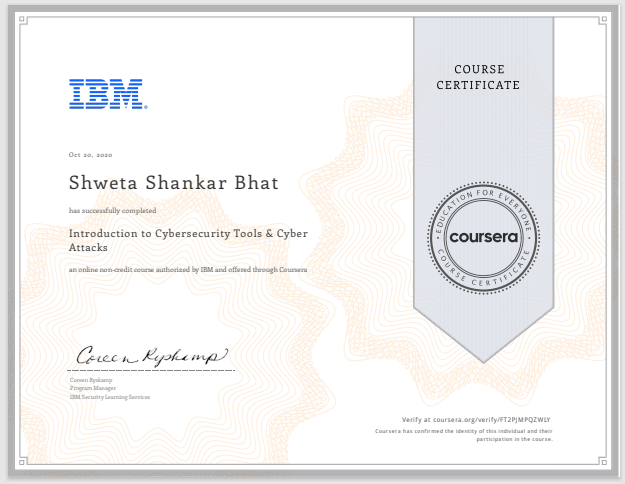 COURSE
CERTIFICATE
IBM®
Oct 20, 2020
Shweta Shankar Bhat
has successfully completed
Introduction to Cybersecurity Tools & Cyber
Attacks
an online non-credit course authorized by IBM and offered through Coursera
EDUCATION FOR EVERYONE
coursera
COURSE CERTIFICATE
Coreen Ryskamp
Coreen Ryskamp
Program Manager
IBM Security Learning Services
Verify at coursera.org/verify/FT2PJMPQZWLY
Coursera has confirmed the identity of this individual and their
participation in the course.